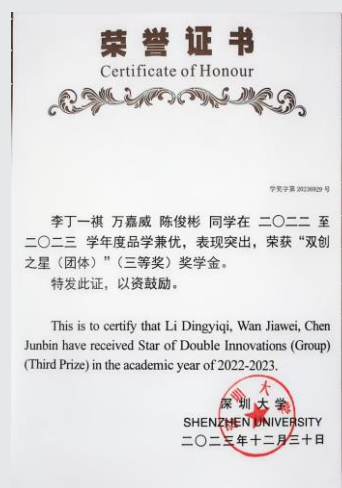 荣誉证书
Certificate of Honour
学奖字第 20236929 号
李丁一祺 万嘉威 陈俊彬 同学在 二〇二二 至
二〇二三 学年度品学兼优，表现突出，荣获“双创
之星（团体）”（三等奖）奖学金。
特发此证，以资鼓励。
This is to certify that Li Dingyiqi, Wan Jiawei, Chen
Junbin have received Star of Double Innovations (Group)
(Third Prize) in the academic year of 2022-2023.
深圳大学
SHENZHEN UNIVERSITY
二〇二三年十二月三十日
深圳大学